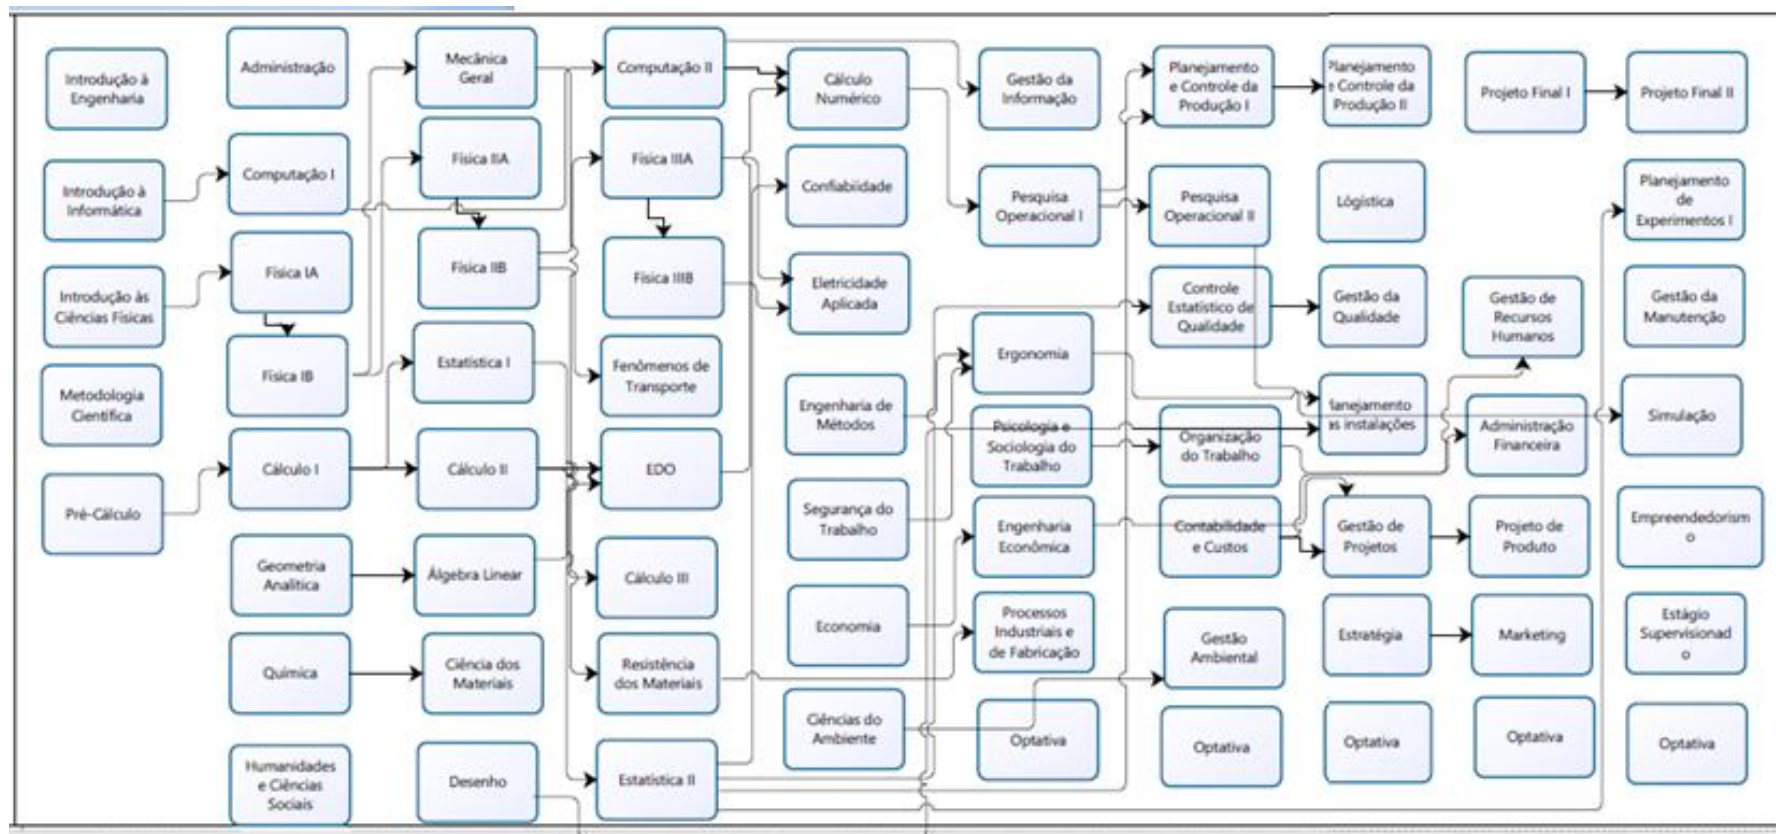 Introdução à
Engenharia
Introdução à
Informática
Introdução às
Ciências Físicas
Metodologia
Científica
Pré-Cálculo
Administração
Computação I
Física IA
Física IB
Cálculo I
Geometria
Analítica
Química
Humanidades
e Ciências
Sociais
Mecânica
Geral
Física IIA
Física IIB
Estatística I
Cálculo II
Álgebra Linear
Ciência dos
Materiais
Desenho
Computação II
Física IIIA
Física IIIB
Fenômenos de
Transporte
EDO
Cálculo III
Resistência
dos Materiais
Estatística II
Cálculo
Numérico
Confiabiidade
Eletricidade
Aplicada
Engenharia de
Métodos
Segurança do
Trabalho
Economia
Ciências do
Ambiente
Gestão da
Informação
Pesquisa
Operacional I
Ergonomia
Psicologia e
Sociologia do
Trabalho
Engenharia
Econômica
Processos
Industriais e
de Fabricação
Optativa
Planejamento
e Controle da
Produção I
Pesquisa
Operacional II
Controle
Estatístico de
Qualidade
Organização
do Trabalho
Contabilidade
e Custos
Gestão
Ambiental
Optativa
Planejamento
e Controle da
Produção II
Lógística
Gestão da
Qualidade
lanejamento
as instalações
Gestão de
Projetos
Estratégia
Optativa
Projeto Final I
Gestão de
Recursos
Humanos
Administração
Financeira
Projeto de
Produto
Marketing
Optativa
Projeto Final II
Planejamento
de
Experimentos I
Gestão da
Manutenção
Simulação
Empreendedorism
o
Estágio
Supervisionad
o
Optativa